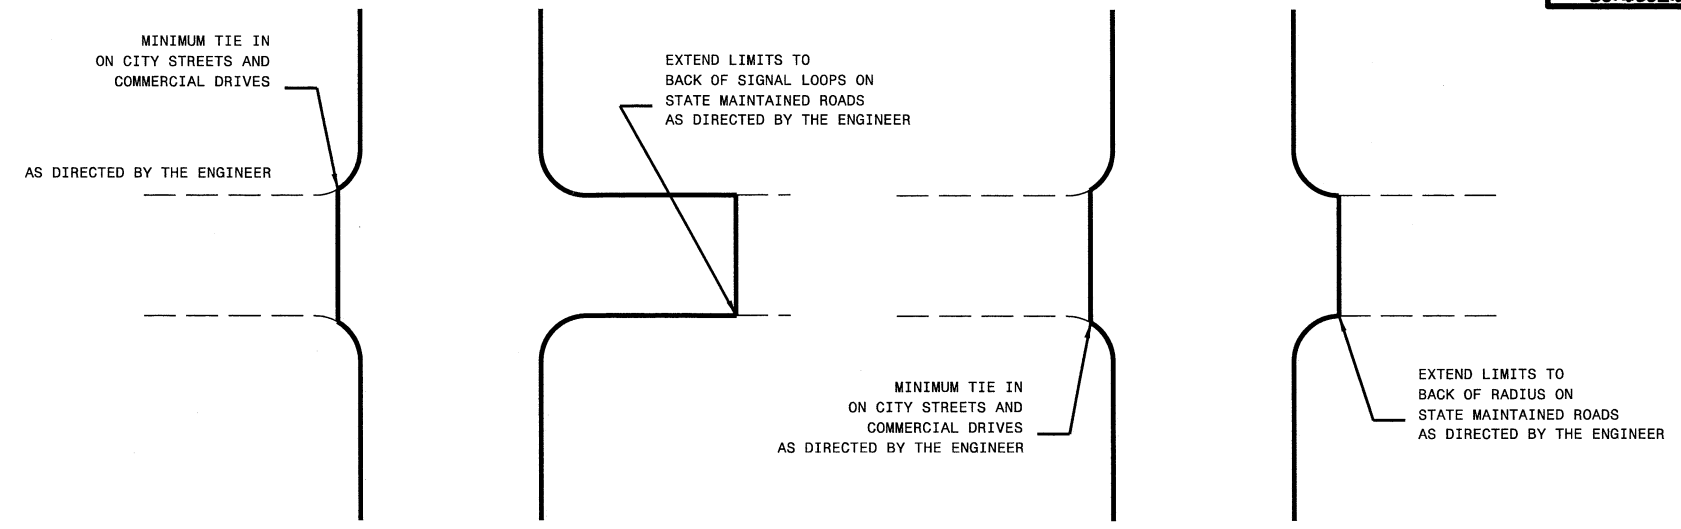 MINIMUM TIE IN
ON CITY STREETS AND
COMMERCIAL DRIVES
AS DIRECTED BY THE ENGINEER
EXTEND LIMITS TO
BACK OF SIGNAL LOOPS ON
STATE MAINTAINED ROADS
AS DIRECTED BY THE ENGINEER
MINIMUM TIE IN
ON CITY STREETS AND
COMMERCIAL DRIVES
AS DIRECTED BY THE ENGINEER
EXTEND LIMITS TO
BACK OF RADIUS ON
STATE MAINTAINED ROADS
AS DIRECTED BY THE ENGINEER